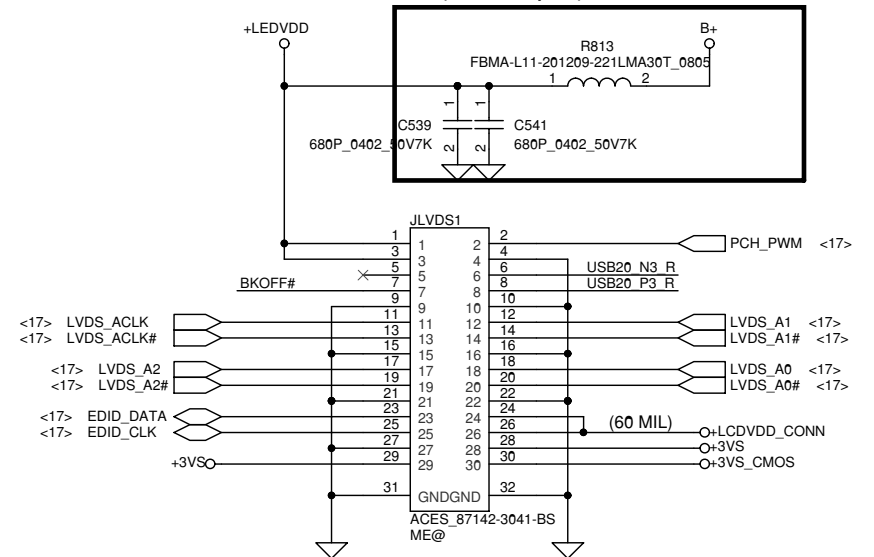 +LEDVDD
B+
R813
FBMA-L11-201209-221LMA30T_0805
1 2
1 1
C539 C541
680P_0402_50V7K 680P_0402_50V7K
2 2
JLVDS1
1 1 2 2 PCH_PWM <17>
3 3 4 4
5 5 6 6 USB20_N3_R
BKOFF# 7 7 8 8 USB20_P3_R
9 9 10 10
<17> LVDS_ACLK 11 11 12 12 LVDS_A1 <17>
<17> LVDS_ACLK# 13 13 14 14 LVDS_A1# <17>
15 15 16 16
<17> LVDS_A2 17 17 18 18 LVDS_A0 <17>
<17> LVDS_A2# 19 19 20 20 LVDS_A0# <17>
21 21 22 22
<17> EDID_DATA 23 23 24 24
<17> EDID_CLK 25 25 26 26 (60 MIL) +LCDVDD_CONN
27 27 28 28 +3VS
+3VS 29 29 30 30 +3VS_CMOS
31 GND GND 32
ACES_87142-3041-BS
ME@